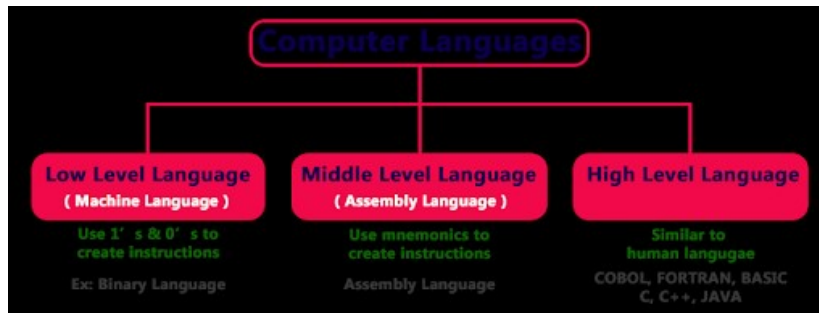 Computer Languages
Low Level Language
( Machine Language )
Use 1's & 0's to
create instructions
Ex: Binary Language
Middle Level Language
( Assembly Language )
Use mnemonics to
create instructions
Assembly Language
High Level Language
Similar to
human langugae
COBOL, FORTRAN, BASIC
C, C++, JAVA